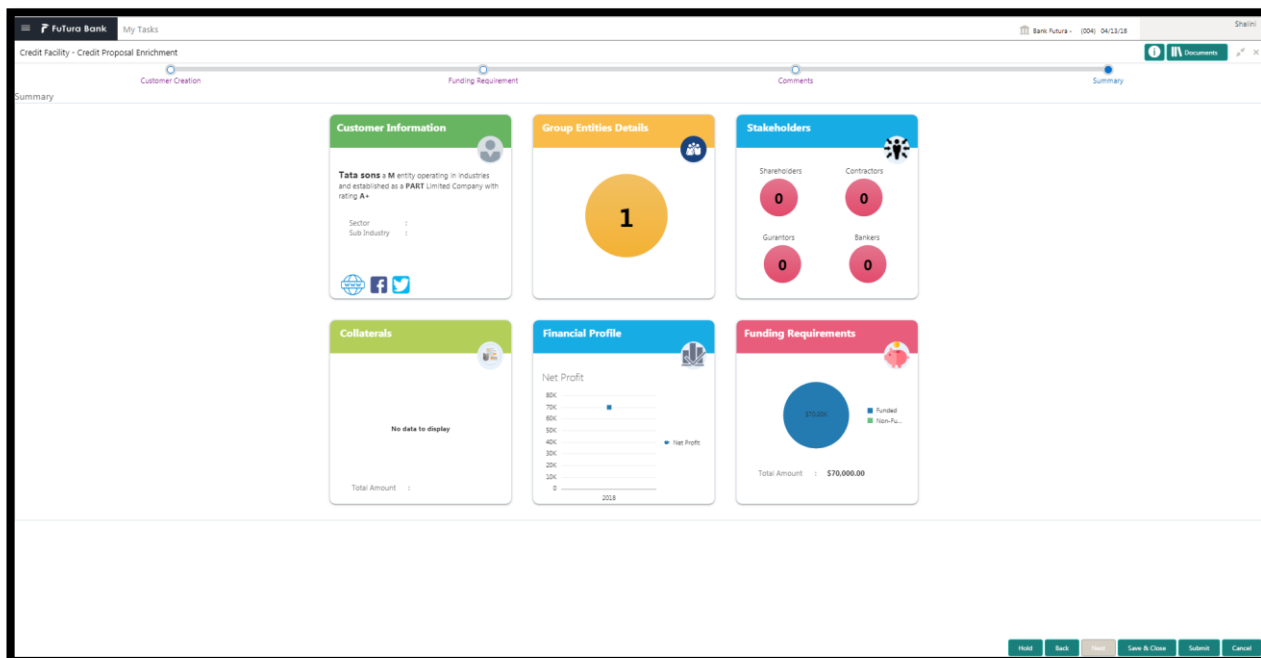 FuTura Bank
My Tasks
Bank Futura - (004) 04/13/18
Shalini
Credit Facility - Credit Proposal Enrichment
Documents
Customer Creation
Funding Requirement
Comments
Summary
Summary
Customer Information
Tata sons a M entity operating in industries
and established as a PART Limited Company with
rating A+
Sector :
Sub Industry :
Group Entities Details
1
Stakeholders
Shareholders
Contractors
0
0
Gurantors
Bankers
0
0
Collaterals
No data to display
Total Amount :
Financial Profile
Net Profit
80K
70K
60K
50K
40K
30K
20K
10K
0
2018
Net Profit
Funding Requirements
Funded
Non-Fu...
Total Amount : $70,000.00
Hold
Back
Next
Save & Close
Submit
Cancel